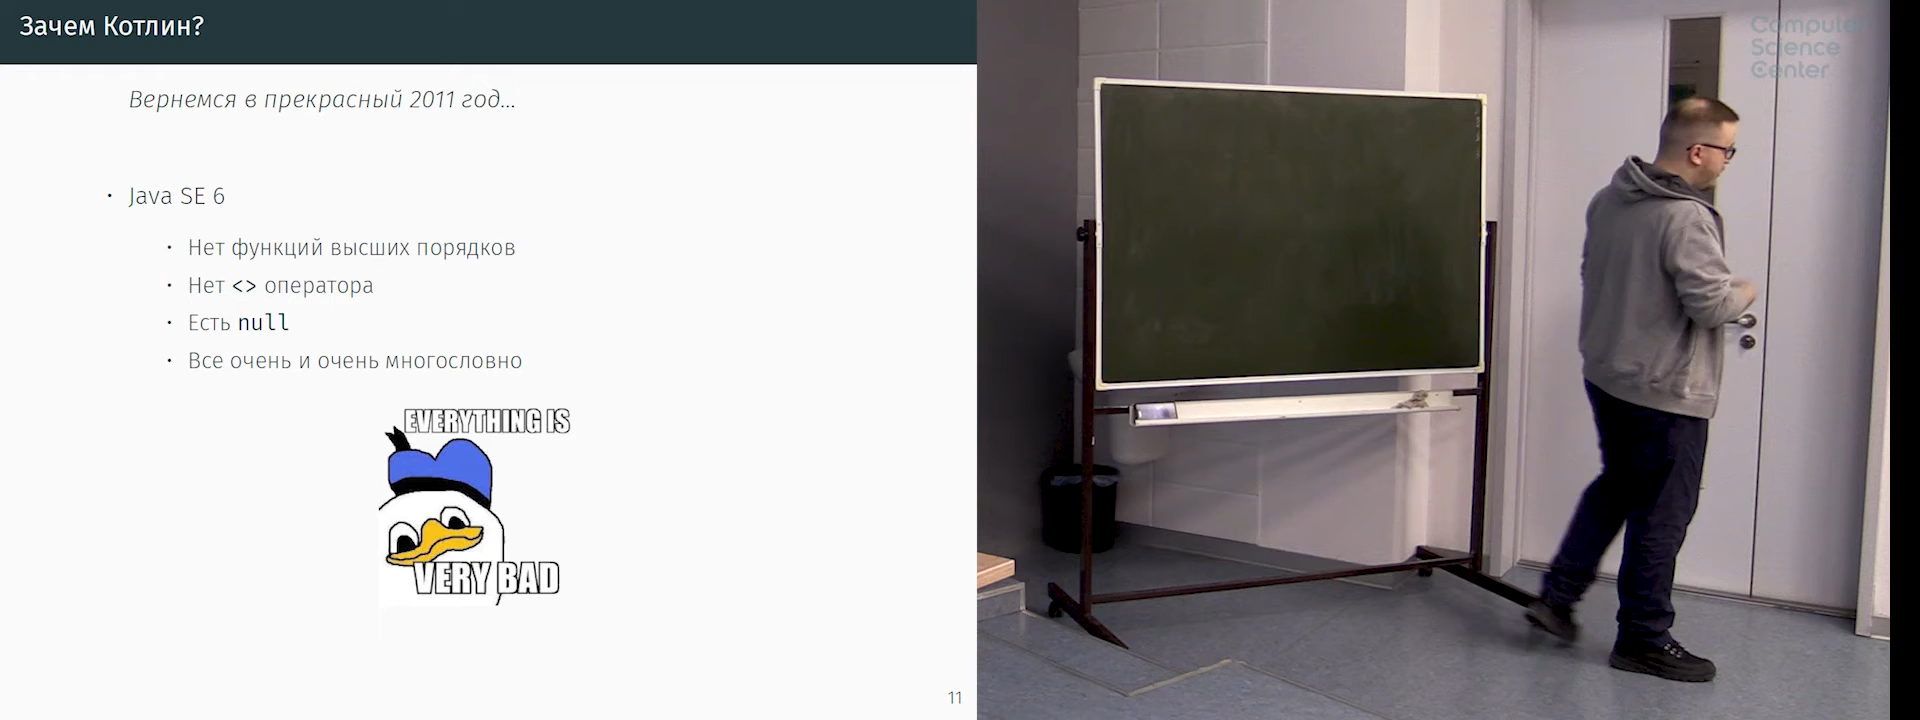 Зачем Котлин?
Вернемся в прекрасный 2011 год...
• Java SE 6
• Нет функций высших порядков
• Нет <> оператора
• Есть null
• Все очень и очень многословно
EVERYTHING IS
VERY BAD
11
Computer
Science
Center